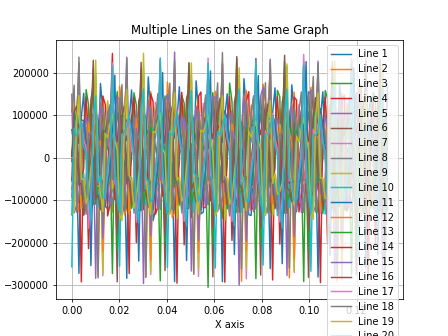 Multiple Lines on the Same Graph
200000
100000
0
−100000
−200000
−300000
0.00
0.02
0.04
0.06
0.08
0.10
X axis
Line 1
Line 2
Line 3
Line 4
Line 5
Line 6
Line 7
Line 8
Line 9
Line 10
Line 11
Line 12
Line 13
Line 14
Line 15
Line 16
Line 17
Line 18
Line 19
Line 20